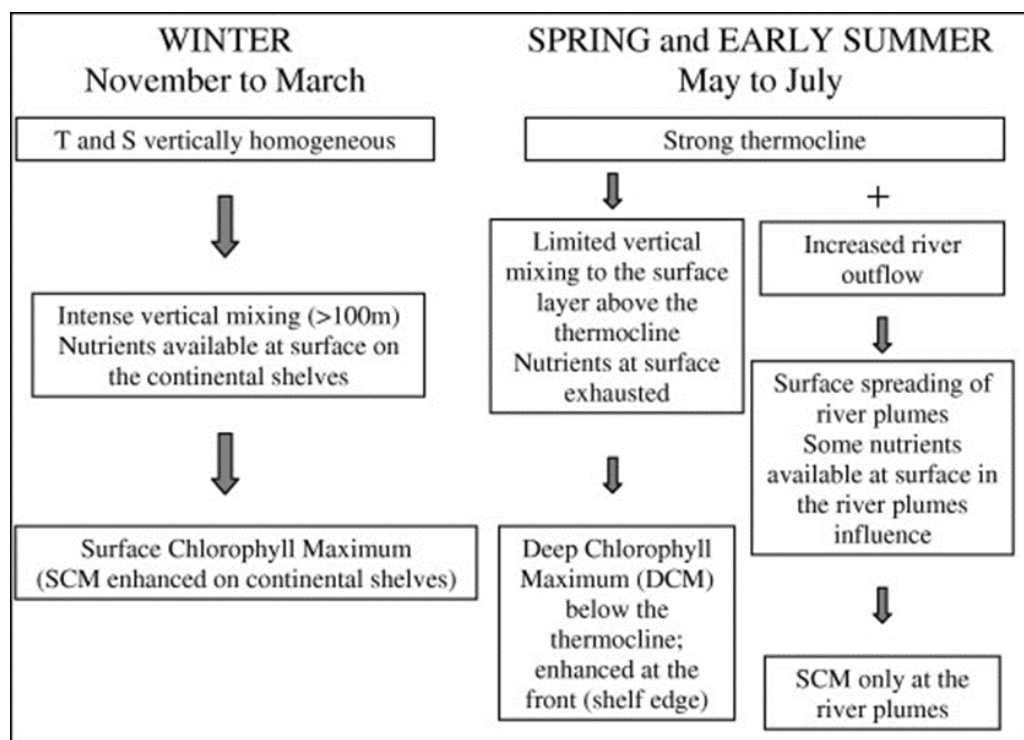 WINTER
November to March
T and S vertically homogeneous
Intense vertical mixing (>100m)
Nutrients available at surface on
the continental shelves
Surface Chlorophyll Maximum
(SCM enhanced on continental shelves)
SPRING and EARLY SUMMER
May to July
Strong thermocline
Limited vertical
mixing to the surface
layer above the
thermocline
Nutrients at surface
exhausted
Deep Chlorophyll
Maximum (DCM)
below the
thermocline;
enhanced at the
front (shelf edge)
+
Increased river
outflow
Surface spreading of
river plumes
Some nutrients
available at surface in
the river plumes
influence
SCM only at the
river plumes